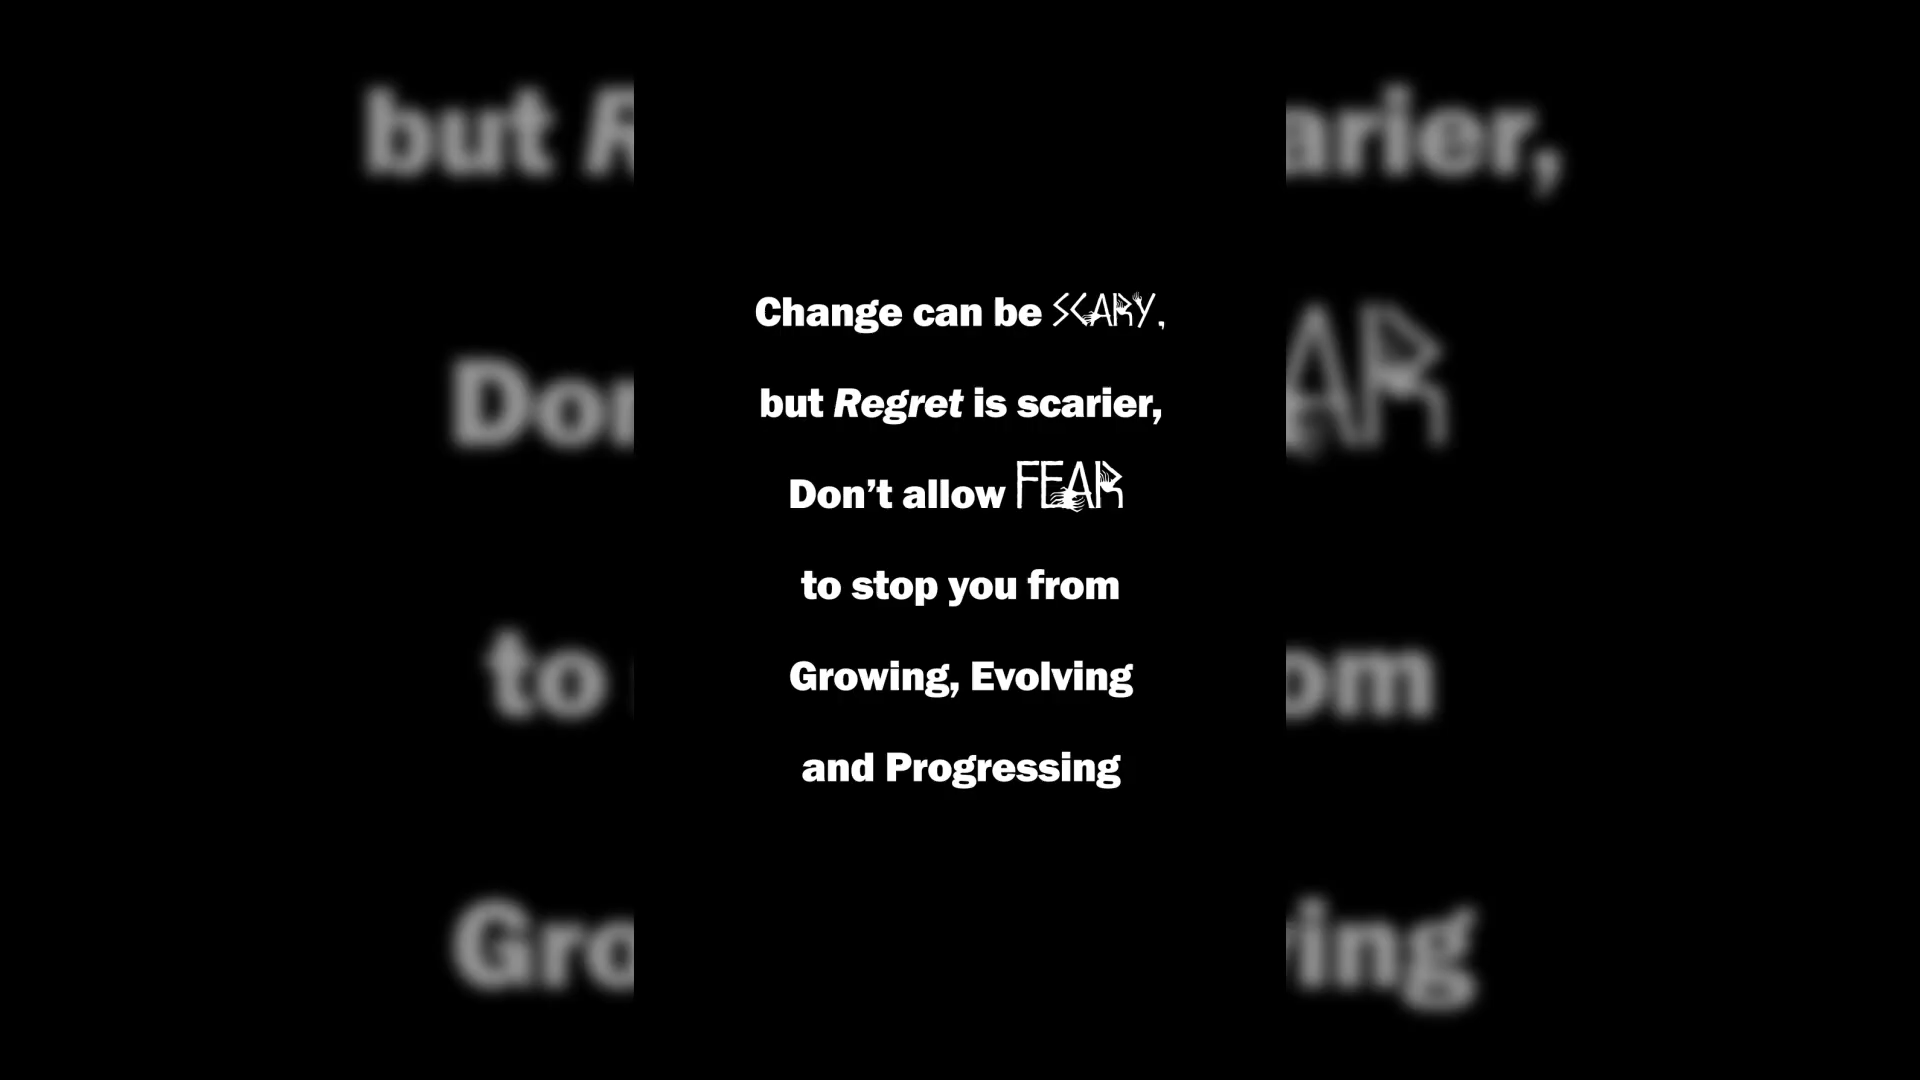 Change can be SCARY,
but Regret is scarier,
Don’t allow FEAR
to stop you from
Growing, Evolving
and Progressing